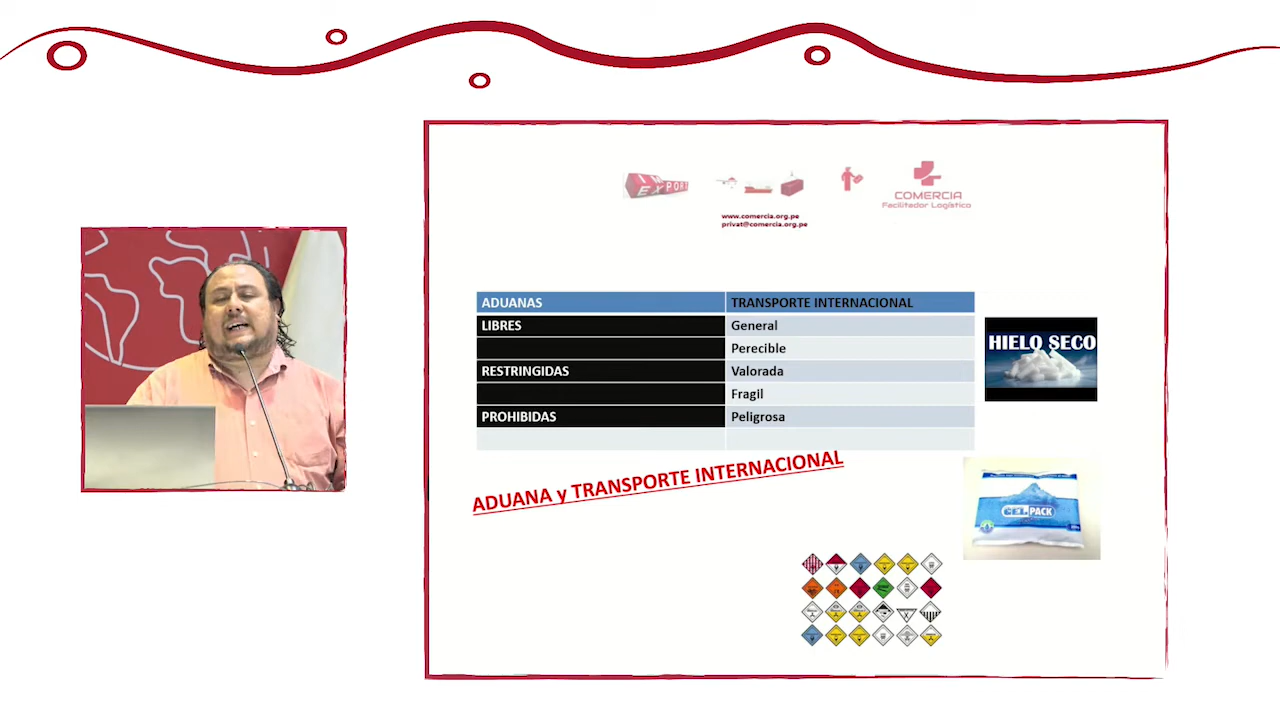 IM
EXPORT
COMERCIA
Facilitador Logístico
www.comercia.org.pe
privat@comercia.org.pe
ADUANAS TRANSPORTE INTERNACIONAL
LIBRES General
Perecible
RESTRINGIDAS Valorada
Fragil
PROHIBIDAS Peligrosa
HIELO SECO
ADUANA y TRANSPORTE INTERNACIONAL
GEL PACK